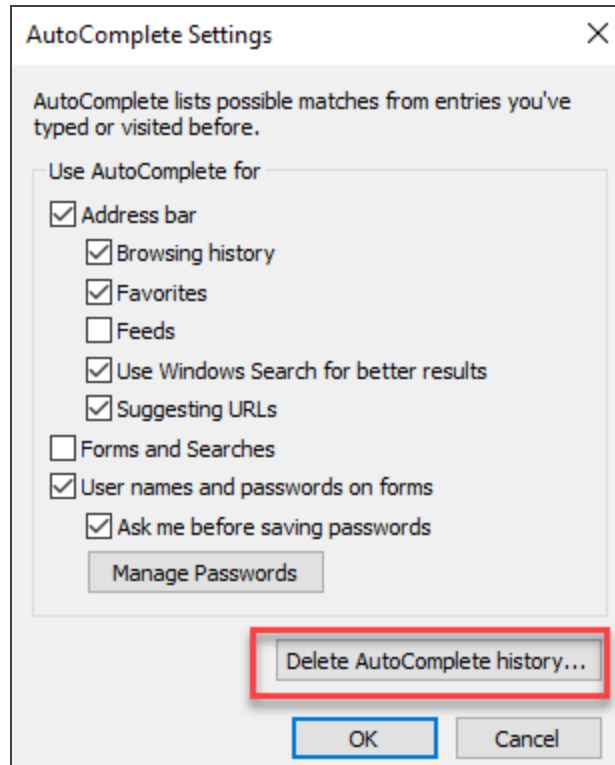 AutoComplete Settings
AutoComplete lists possible matches from entries you've
typed or visited before.
Use AutoComplete for
Address bar
Browsing history
Favorites
Feeds
Use Windows Search for better results
Suggesting URLs
Forms and Searches
User names and passwords on forms
Ask me before saving passwords
Manage Passwords
Delete AutoComplete history...
OK Cancel